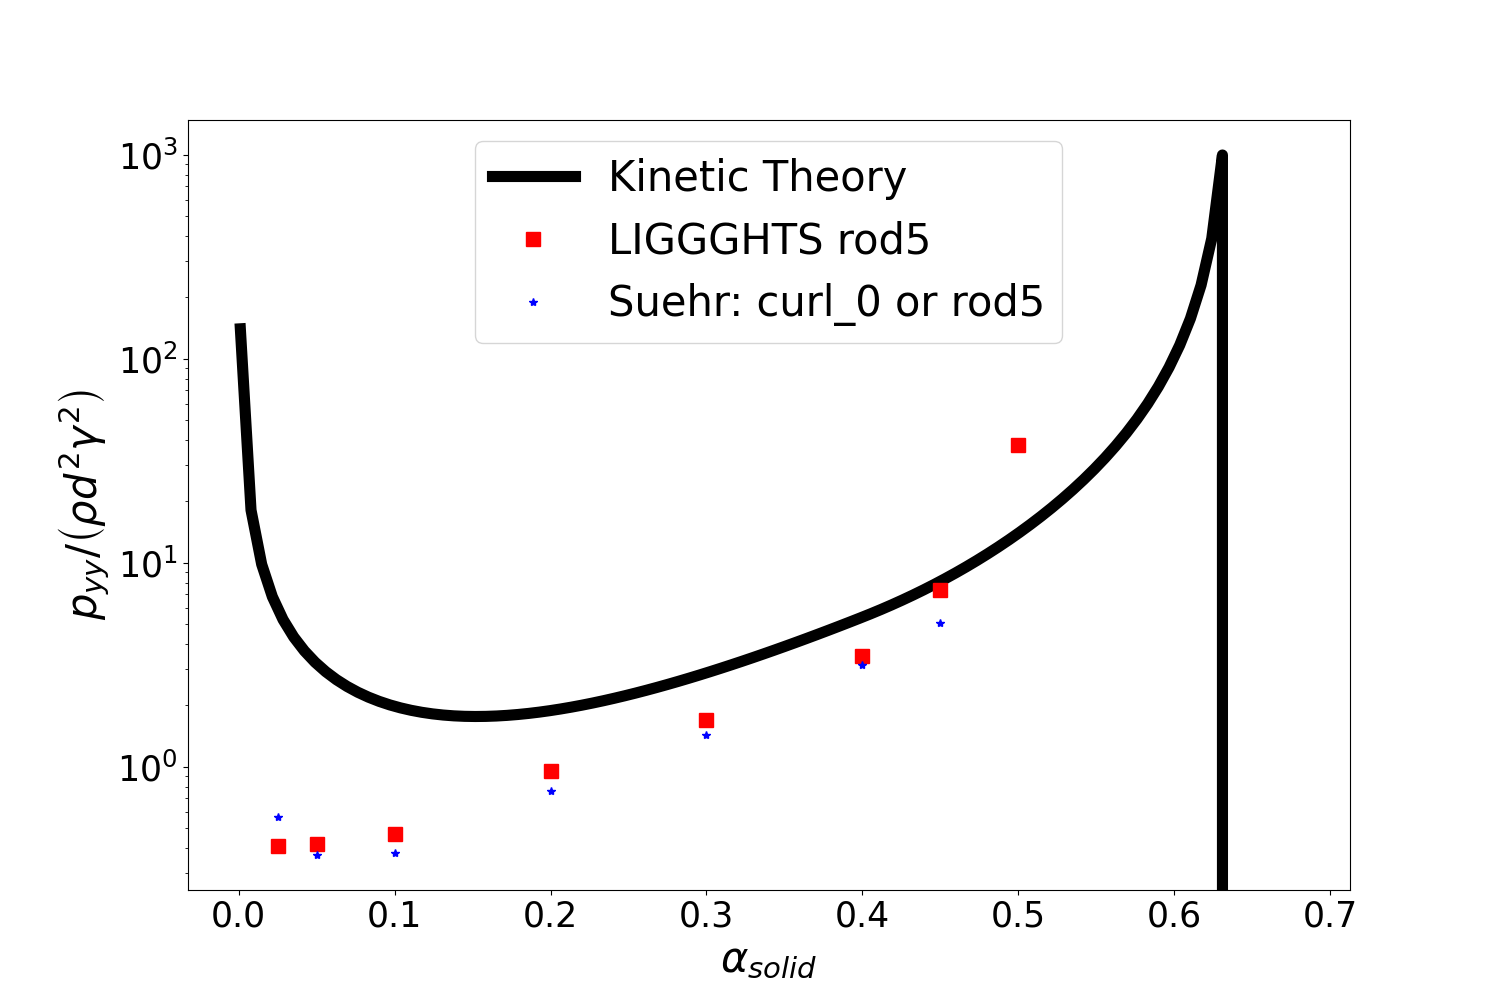 10³
10²
10¹
10⁰
p_yy/(ρd²γ²)
Kinetic Theory
LIGGGHTS rod5
Suehr: curl_0 or rod5
0.0 0.1 0.2 0.3 0.4 0.5 0.6 0.7
α_solid